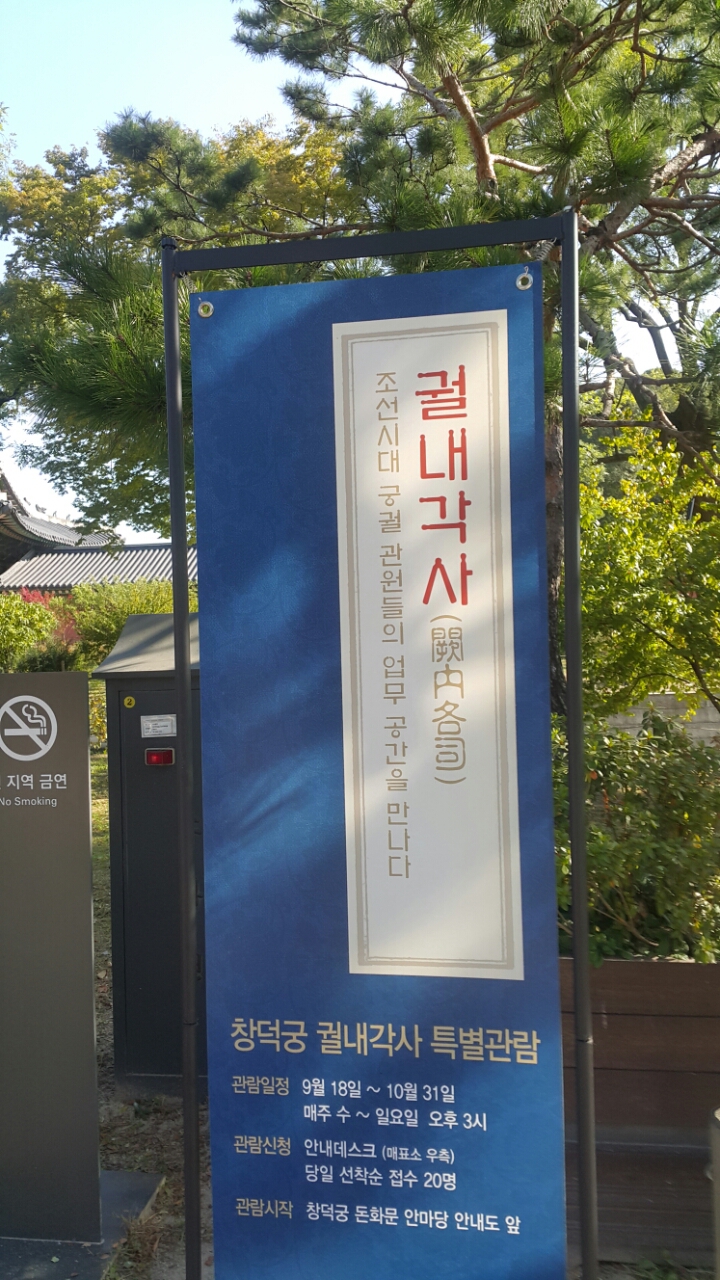 궐내각사(闕內各司)
조선시대 궁궐 관원들의 업무 공간을 만나다
창덕궁 궐내각사 특별관람
관람일정 9월 18일 ~ 10월 31일
매주 수 ~ 일요일 오후 3시
관람신청 안내데스크 (매표소 우측)
당일 선착순 접수 20명
관람시작 창덕궁 돈화문 안마당 안내도 앞
지역 금연
No Smoking
2